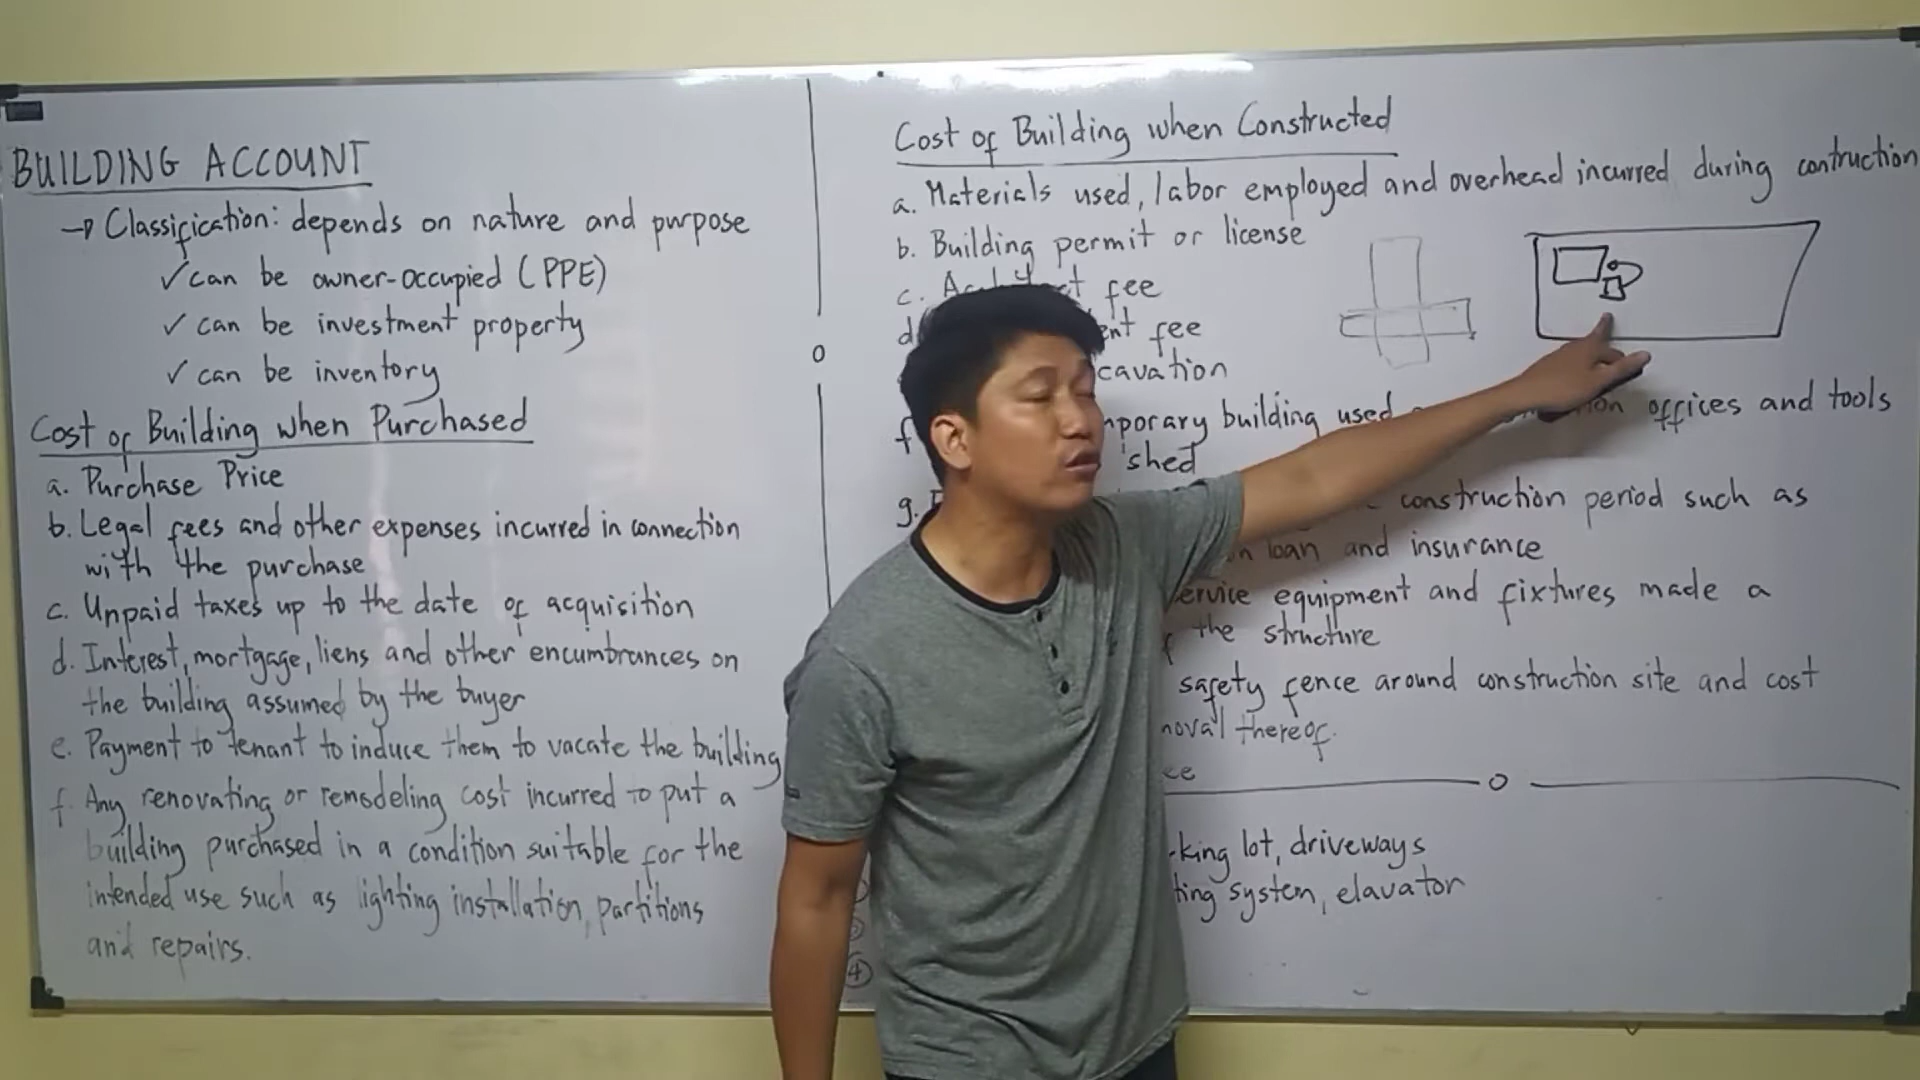 BUILDING ACCOUNT
→ Classification: depends on nature and purpose
✓ can be owner-occupied (PPE)
✓ can be investment property
✓ can be inventory
Cost of Building when Purchased
a. Purchase Price
b. Legal fees and other expenses incurred in connection
with the purchase
c. Unpaid taxes up to the date of acquisition
d. Interest, mortgage, liens and other encumbrances on
the building assumed by the buyer
e. Payment to tenant to induce them to vacate the building
f. Any renovating or remodeling cost incurred to put a
building purchased in a condition suitable for the
intended use such as lighting installation, partitions
and repairs.
Cost of Building when Constructed
a. Materials used, labor employed and overhead incurred during contruction
b. Building permit or license
c. fee
d. fee
f. building used offices and tools
shed
g. construction period such as
loan and insurance
equipment and fixtures made a
the structure
safety fence around construction site and cost
thereof.
lot, driveways
system, elavator
④